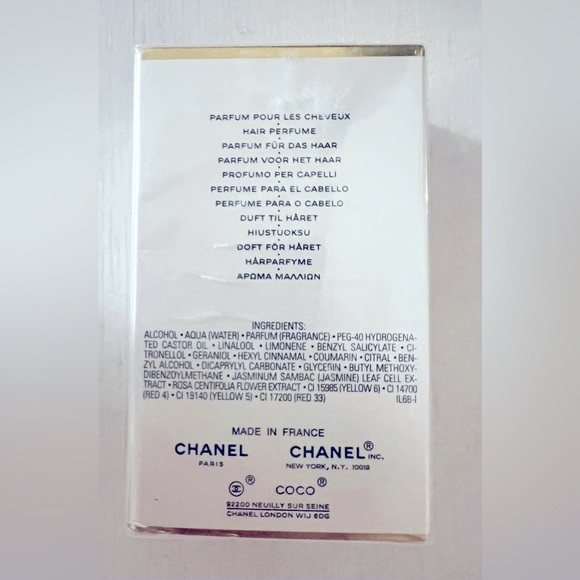 PARFUM POUR LES CHEVEUX
HAIR PERFUME
PARFUM FÜR DAS HAAR
PARFUM VOOR HET HAAR
PROFUMO PER CAPELLI
PERFUME PARA EL CABELLO
PERFUME PARA O CABELO
DUFT TIL HÅRET
HIUSTUOKSU
DOFT FÖR HÅRET
HÅRPARFYME
ΑΡΩΜΑ ΜΑΛΛΙΩΝ
INGREDIENTS:
ALCOHOL • AQUA (WATER) • PARFUM (FRAGRANCE) • PEG-40 HYDROGENA-
TED CASTOR OIL • LINALOOL • LIMONENE • BENZYL SALICYLATE • CI-
TRONELLOL • GERANIOL • HEXYL CINNAMAL • COUMARIN • CITRAL • BEN-
ZYL ALCOHOL • DICAPRYLYL CARBONATE • GLYCERIN • BUTYL METHOXY-
DIBENZOYLMETHANE • JASMINUM SAMBAC (JASMINE) LEAF CELL EX-
TRACT • ROSA CENTIFOLIA FLOWER EXTRACT • CI 15985 (YELLOW 6) • CI 14700
(RED 4) • CI 19140 (YELLOW 5) • CI 17200 (RED 33) IL68-I
MADE IN FRANCE
CHANEL CHANEL® INC.
PARIS NEW YORK, N.Y. 10019
® COCO®
92200 NEUILLY SUR SEINE
CHANEL LONDON W1J 6DG